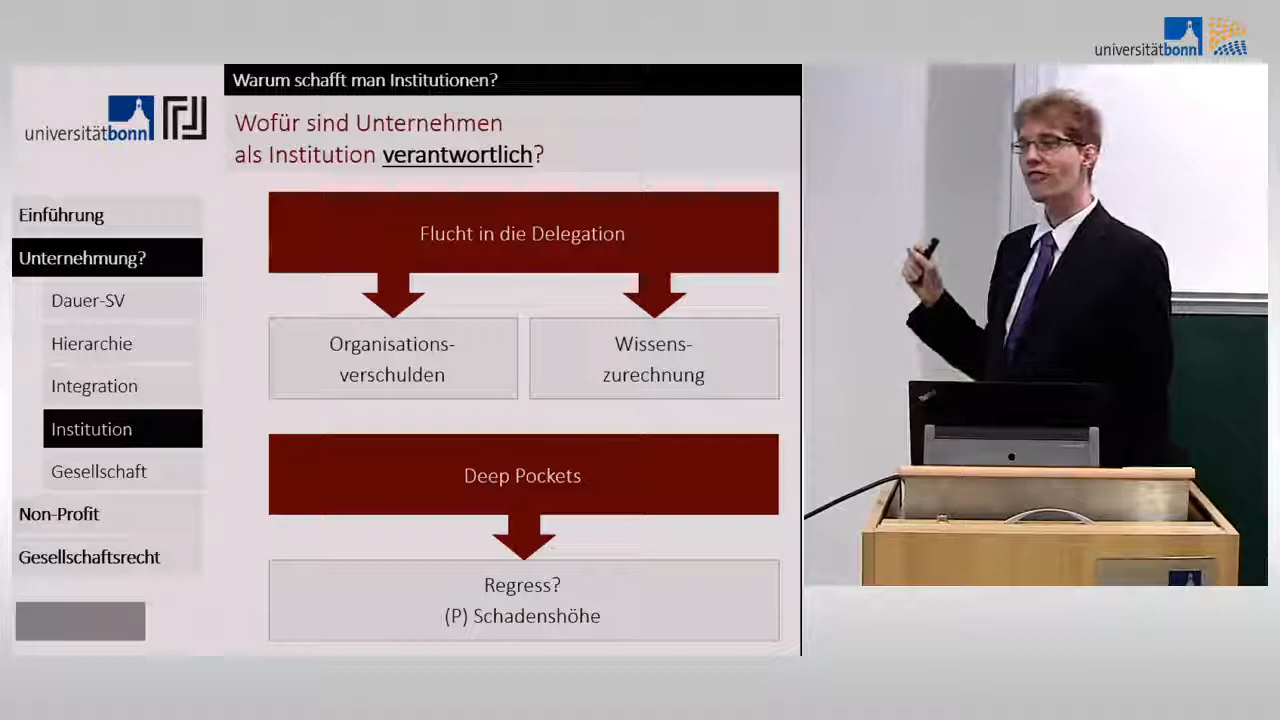 universitätbonn
universitätbonn
Einführung
Unternehmung?
Dauer-SV
Hierarchie
Integration
Institution
Gesellschaft
Non-Profit
Gesellschaftsrecht
Warum schafft man Institutionen?
Wofür sind Unternehmen
als Institution verantwortlich?
Flucht in die Delegation
Organisations-
verschulden
Wissens-
zurechnung
Deep Pockets
Regress?
(P) Schadenshöhe